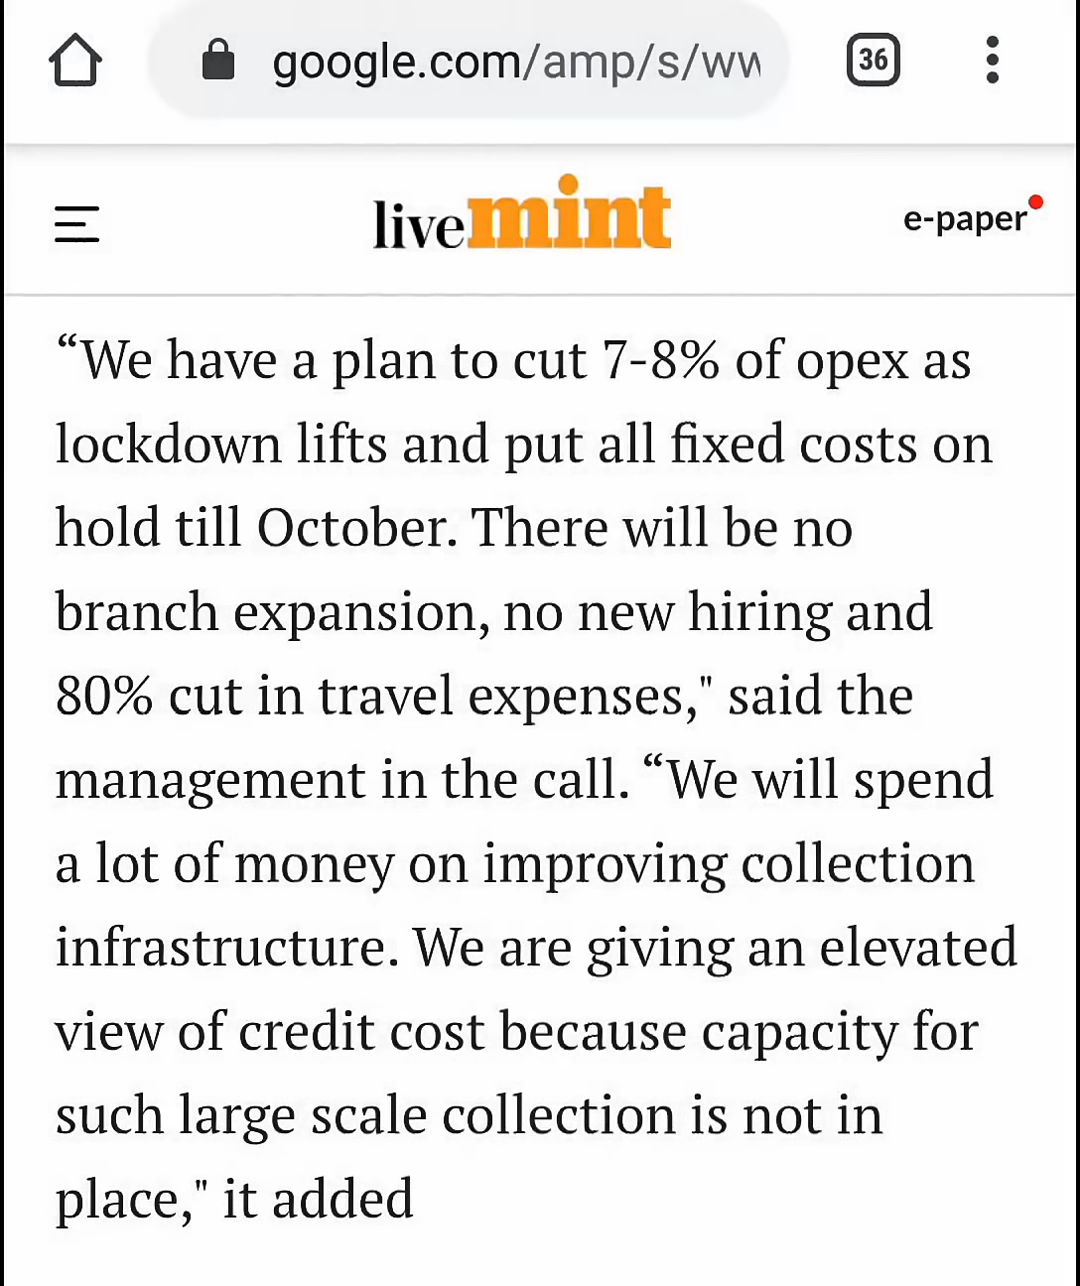 google.com/amp/s/ww
36
livemint
e-paper
“We have a plan to cut 7-8% of opex as
lockdown lifts and put all fixed costs on
hold till October. There will be no
branch expansion, no new hiring and
80% cut in travel expenses," said the
management in the call. “We will spend
a lot of money on improving collection
infrastructure. We are giving an elevated
view of credit cost because capacity for
such large scale collection is not in
place," it added